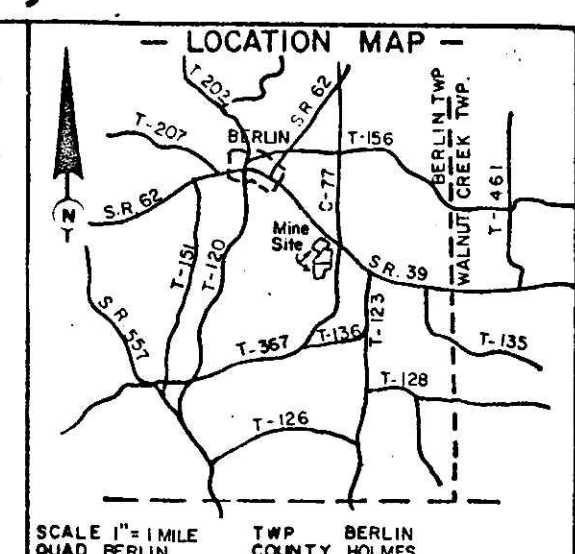 — LOCATION MAP —
T-202
S.R. 62
T-207
BERLIN
T-156
BERLIN TWP
WALNUT CREEK TWP.
T-461
C-77
S.R. 62
N
T
Mine
Site
T-151
T-120
S.R. 39
S.R. 557
T-123
T-367
T-136
T-135
T-128
T-126
SCALE 1"= 1 MILE TWP BERLIN
QUAD BERLIN COUNTY HOLMES